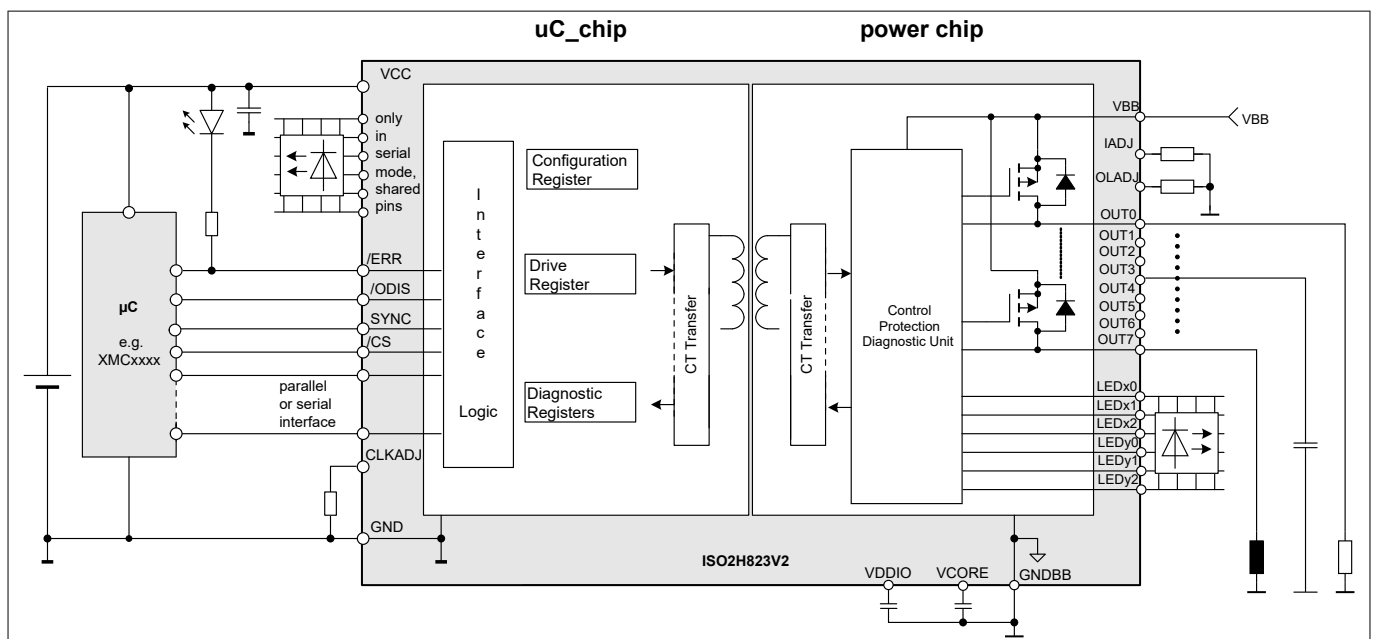 uC_chip
power chip
VCC
only
in
serial
mode,
shared
pins
µC
e.g.
XMCxxxx
/ERR
/ODIS
SYNC
/CS
parallel
or serial
interface
CLKADJ
GND
Interface
Logic
Configuration
Register
Drive
Register
Diagnostic
Registers
CT Transfer
CT Transfer
Control
Protection
Diagnostic Unit
VBB
VBB
IADJ
OLADJ
OUT0
OUT1
OUT2
OUT3
OUT4
OUT5
OUT6
OUT7
LEDx0
LEDx1
LEDx2
LEDy0
LEDy1
LEDy2
ISO2H823V2
VDDIO
VCORE
GNDBB